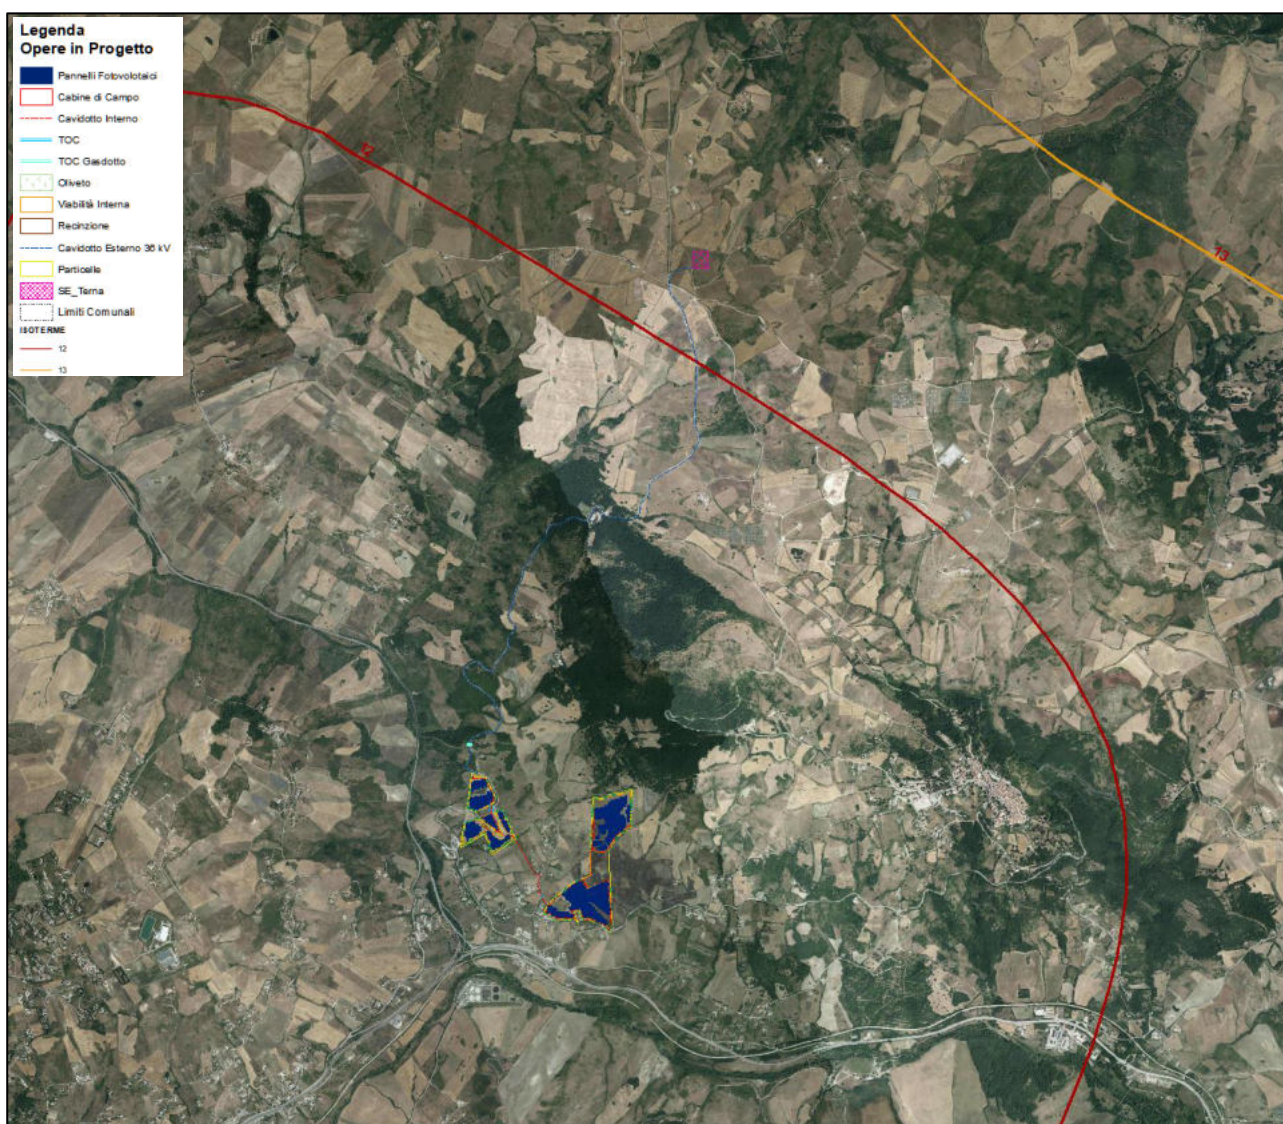 Legenda
Opere in Progetto
Pannelli Fotovolotaici
Cabine di Campo
Cavidotto Interno
TOC
TOC Gasdotto
Oliveto
Viabilità Interna
Recinzione
Cavidotto Esterno 36 kV
Particelle
SE_Terna
Limiti Comunali
ISOTERME
12
13
12
13